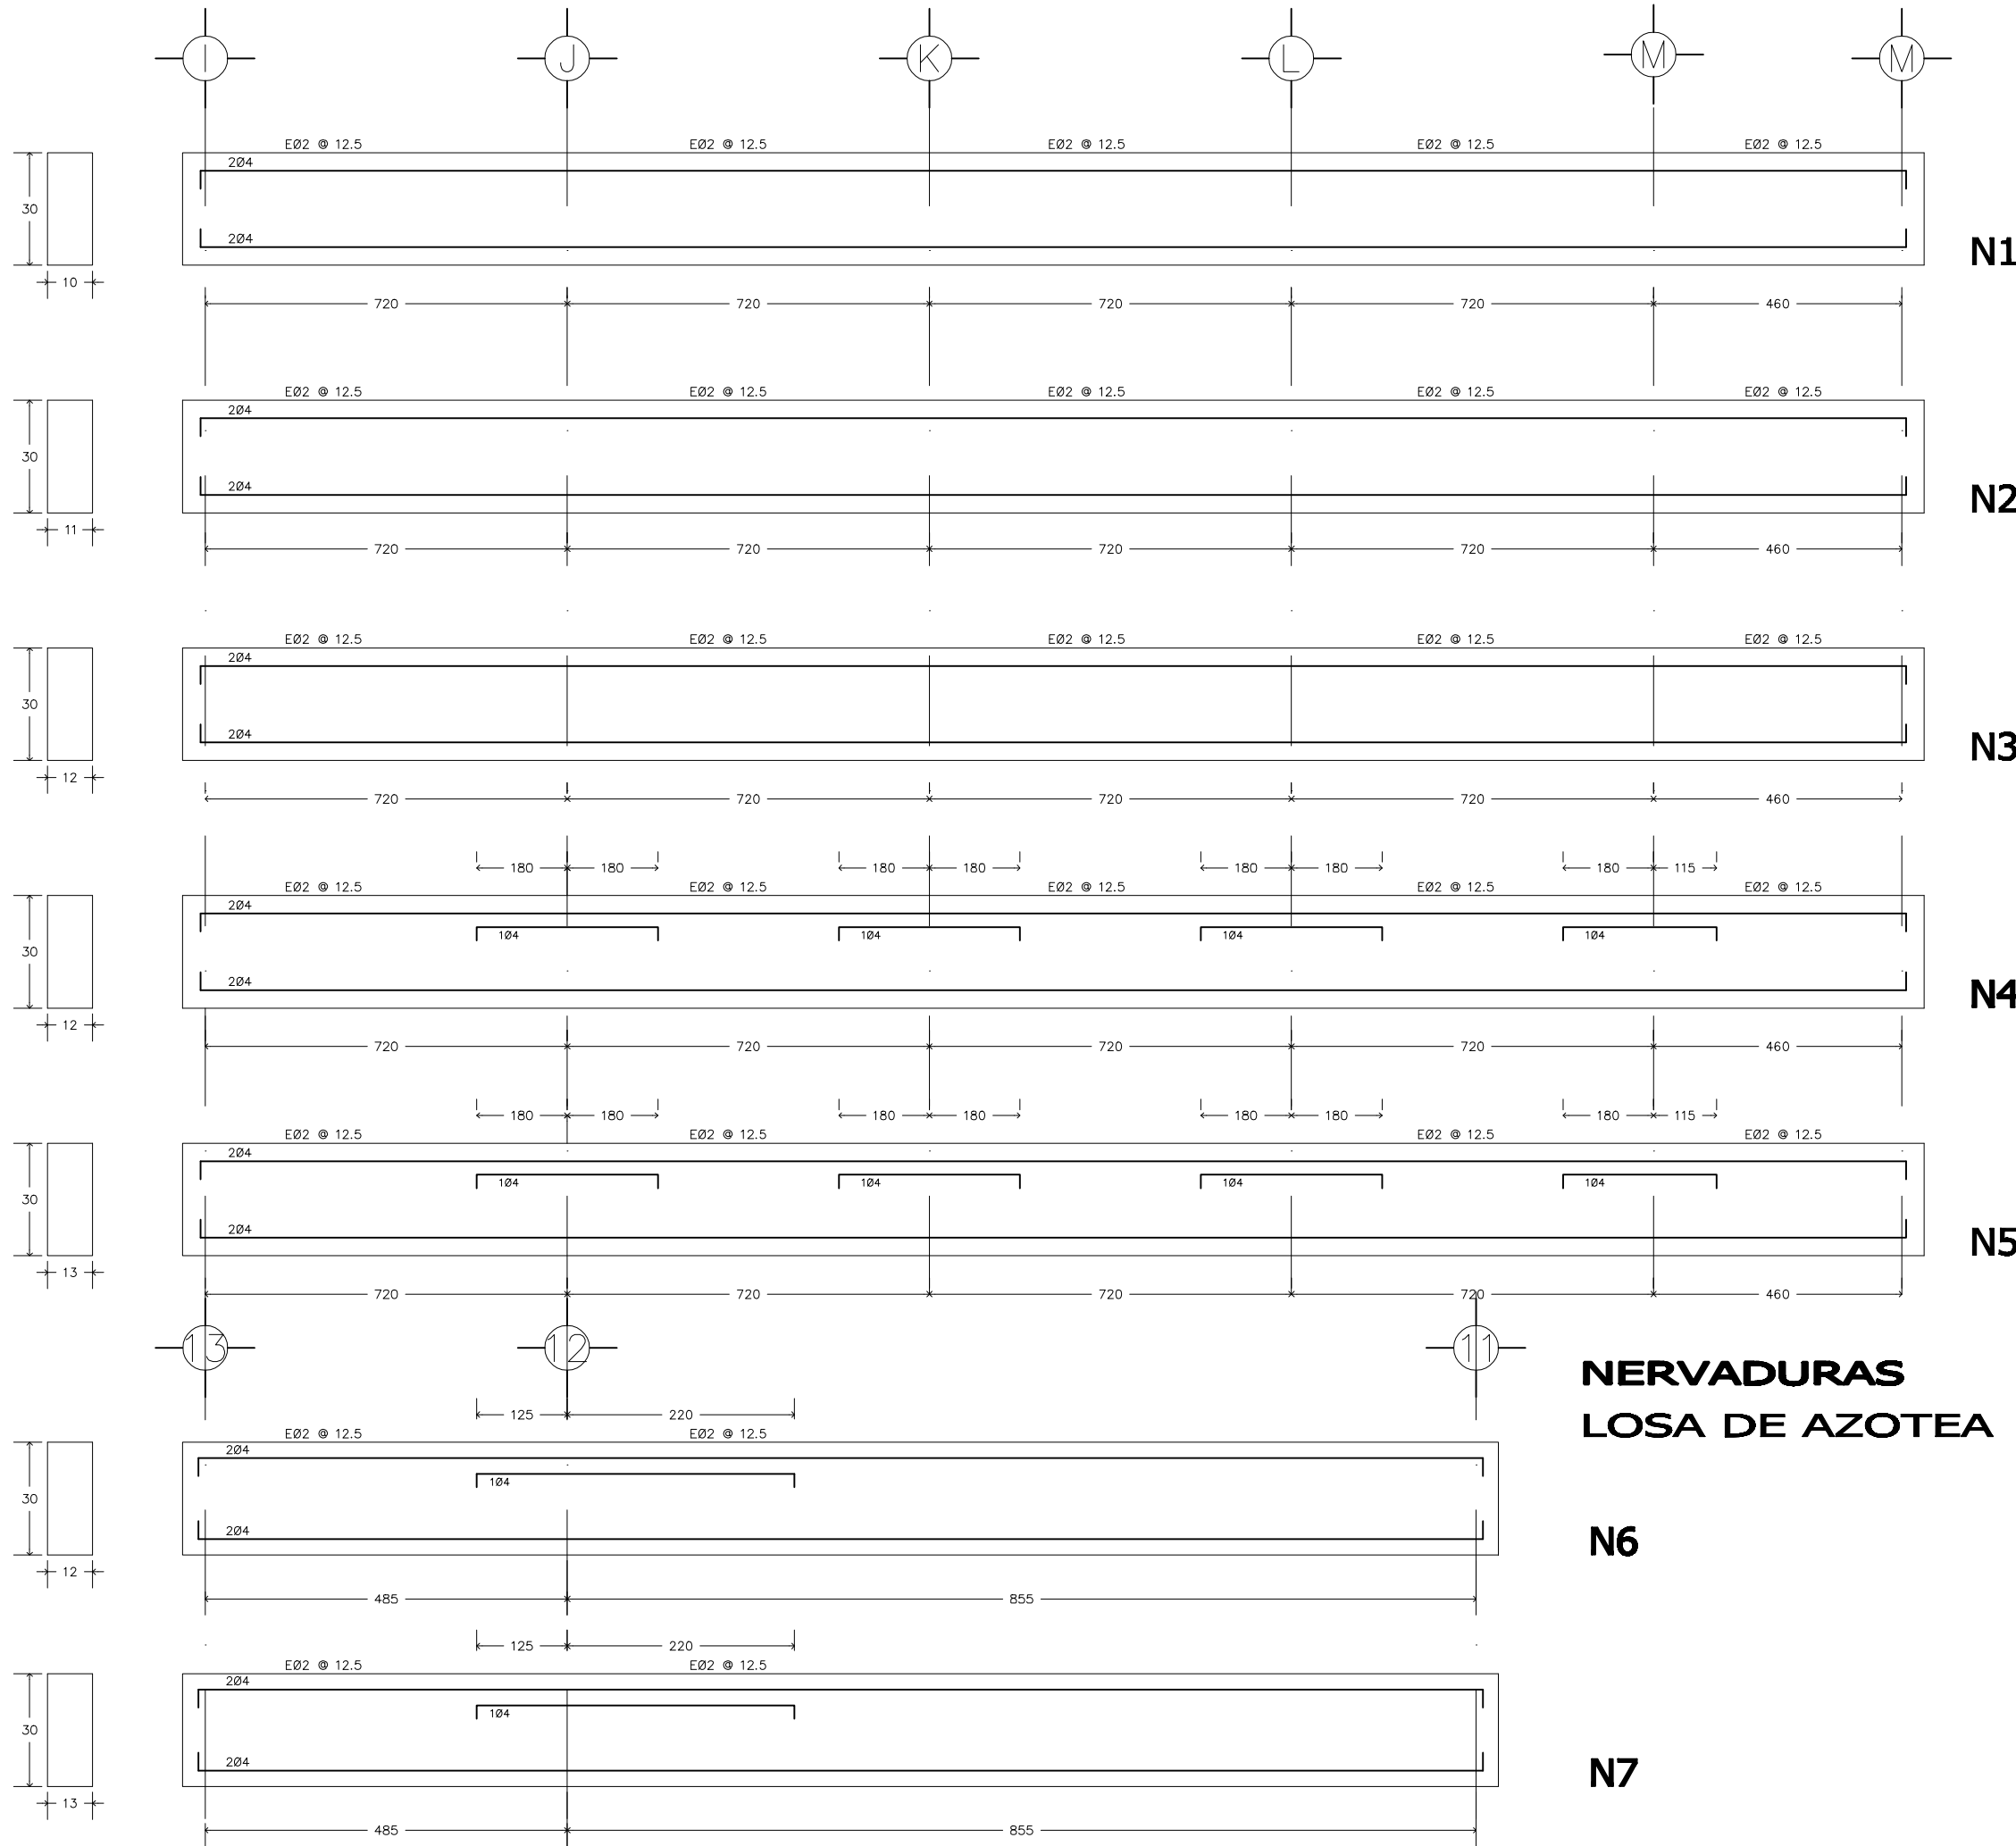 I J K L M M
EØ2 @ 12.5 EØ2 @ 12.5 EØ2 @ 12.5 EØ2 @ 12.5 EØ2 @ 12.5
2Ø4
30
2Ø4
N1
10
720 720 720 720 460
EØ2 @ 12.5 EØ2 @ 12.5 EØ2 @ 12.5 EØ2 @ 12.5 EØ2 @ 12.5
2Ø4
30
2Ø4
N2
11
720 720 720 720 460
EØ2 @ 12.5 EØ2 @ 12.5 EØ2 @ 12.5 EØ2 @ 12.5 EØ2 @ 12.5
2Ø4
30
2Ø4
N3
12
720 720 720 720 460
180 180 180 180 180 180 180 115
EØ2 @ 12.5 EØ2 @ 12.5 EØ2 @ 12.5 EØ2 @ 12.5 EØ2 @ 12.5
2Ø4
1Ø4 1Ø4 1Ø4 1Ø4
30
2Ø4
N4
12
720 720 720 720 460
180 180 180 180 180 180 180 115
EØ2 @ 12.5 EØ2 @ 12.5 EØ2 @ 12.5 EØ2 @ 12.5
2Ø4
1Ø4 1Ø4 1Ø4 1Ø4
30
2Ø4
N5
13
720 720 720 720 460
13 12 11
NERVADURAS
LOSA DE AZOTEA
125 220
EØ2 @ 12.5 EØ2 @ 12.5
2Ø4
1Ø4
30
2Ø4
N6
12
485 855
125 220
EØ2 @ 12.5 EØ2 @ 12.5
2Ø4
1Ø4
30
2Ø4
N7
13
485 855